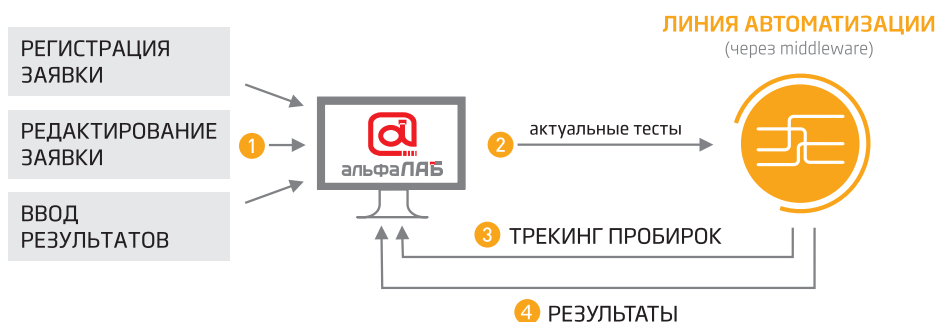 РЕГИСТРАЦИЯ
ЗАЯВКИ
РЕДАКТИРОВАНИЕ
ЗАЯВКИ
ВВОД
РЕЗУЛЬТАТОВ
1
альфаЛАБ
2 актуальные тесты
ЛИНИЯ АВТОМАТИЗАЦИИ
(через middleware)
3 ТРЕКИНГ ПРОБИРОК
4 РЕЗУЛЬТАТЫ